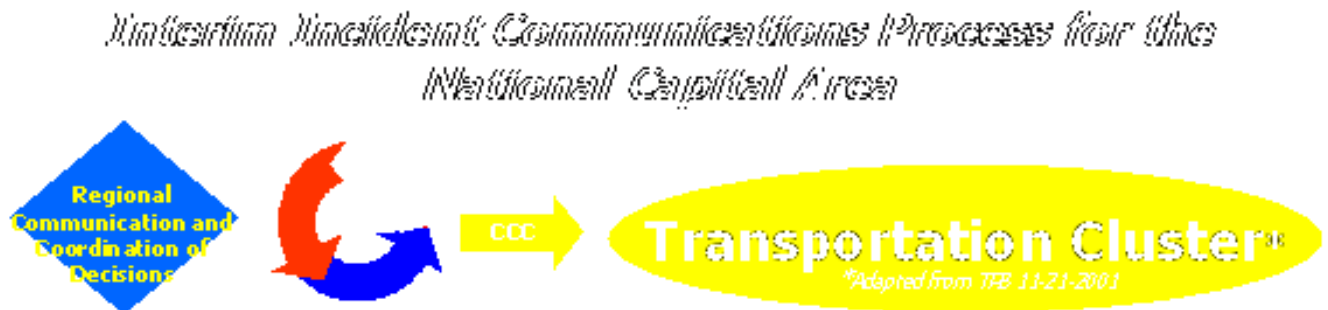 Interim Incident Communications Process for the
National Capital Area
Regional
Communication and
Coordination of
Decisions
CCC
Transportation Cluster*
*Adapted from TPB 11-21-2001